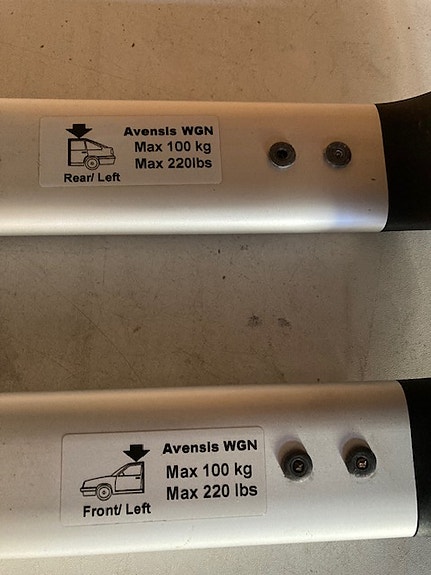 Avensis WGN
Max 100 kg
Max 220lbs
Rear/ Left
Avensis WGN
Max 100 kg
Max 220 lbs
Front/ Left